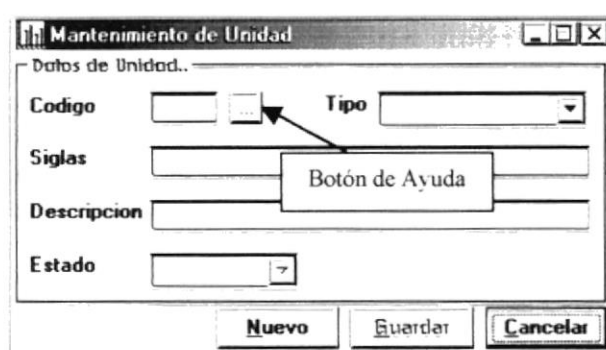 Mantenimiento de Unidad
Datos de Unidad..
Codigo ... Tipo
Siglas
Botón de Ayuda
Descripcion
Estado
Nuevo Guardar Cancelar